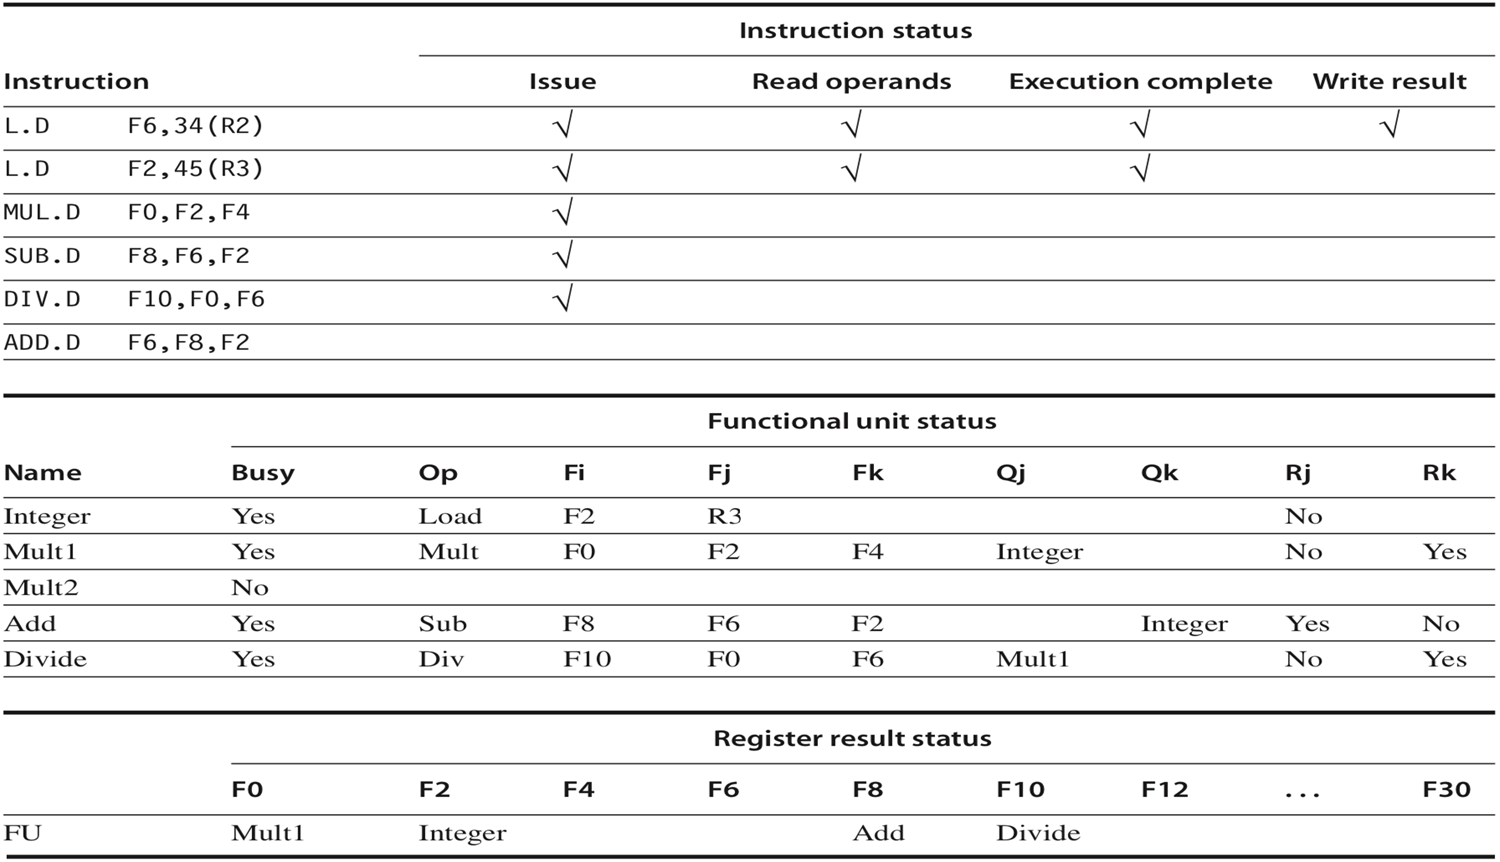 Instruction status
Instruction Issue Read operands Execution complete Write result
L.D F6,34(R2) √ √ √ √
L.D F2,45(R3) √ √ √
MUL.D F0,F2,F4 √
SUB.D F8,F6,F2 √
DIV.D F10,F0,F6 √
ADD.D F6,F8,F2
Functional unit status
Name Busy Op Fi Fj Fk Qj Qk Rj Rk
Integer Yes Load F2 R3 No
Mult1 Yes Mult F0 F2 F4 Integer No Yes
Mult2 No
Add Yes Sub F8 F6 F2 Integer Yes No
Divide Yes Div F10 F0 F6 Mult1 No Yes
Register result status
F0 F2 F4 F6 F8 F10 F12 ... F30
FU Mult1 Integer Add Divide